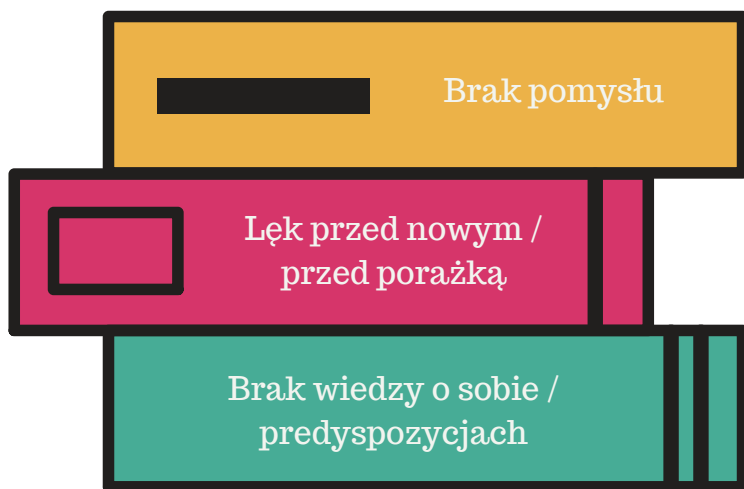 Brak pomysłu
Lęk przed nowym /
przed porażką
Brak wiedzy o sobie /
predyspozycjach